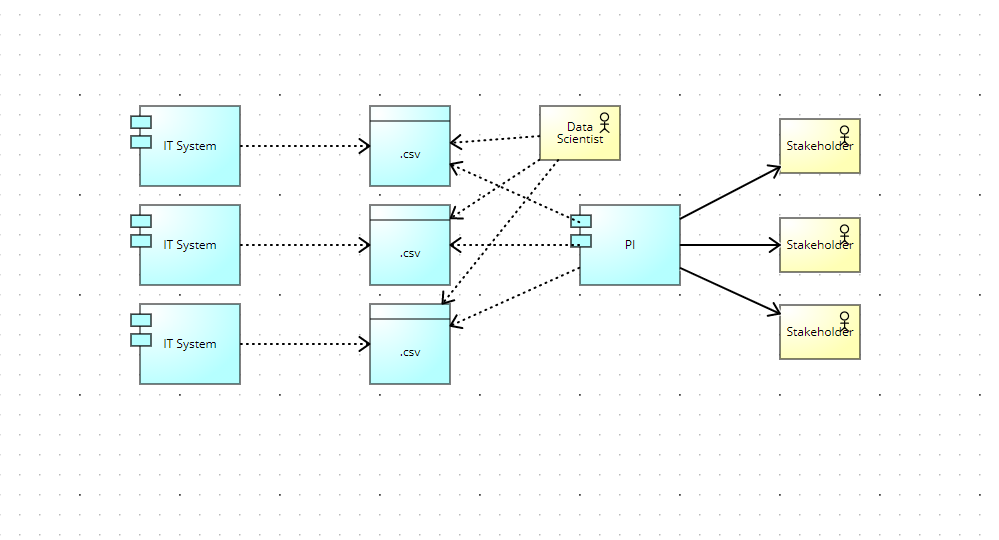 IT System
.csv
Data
Scientist
Stakeholder
IT System
.csv
PI
Stakeholder
IT System
.csv
Stakeholder